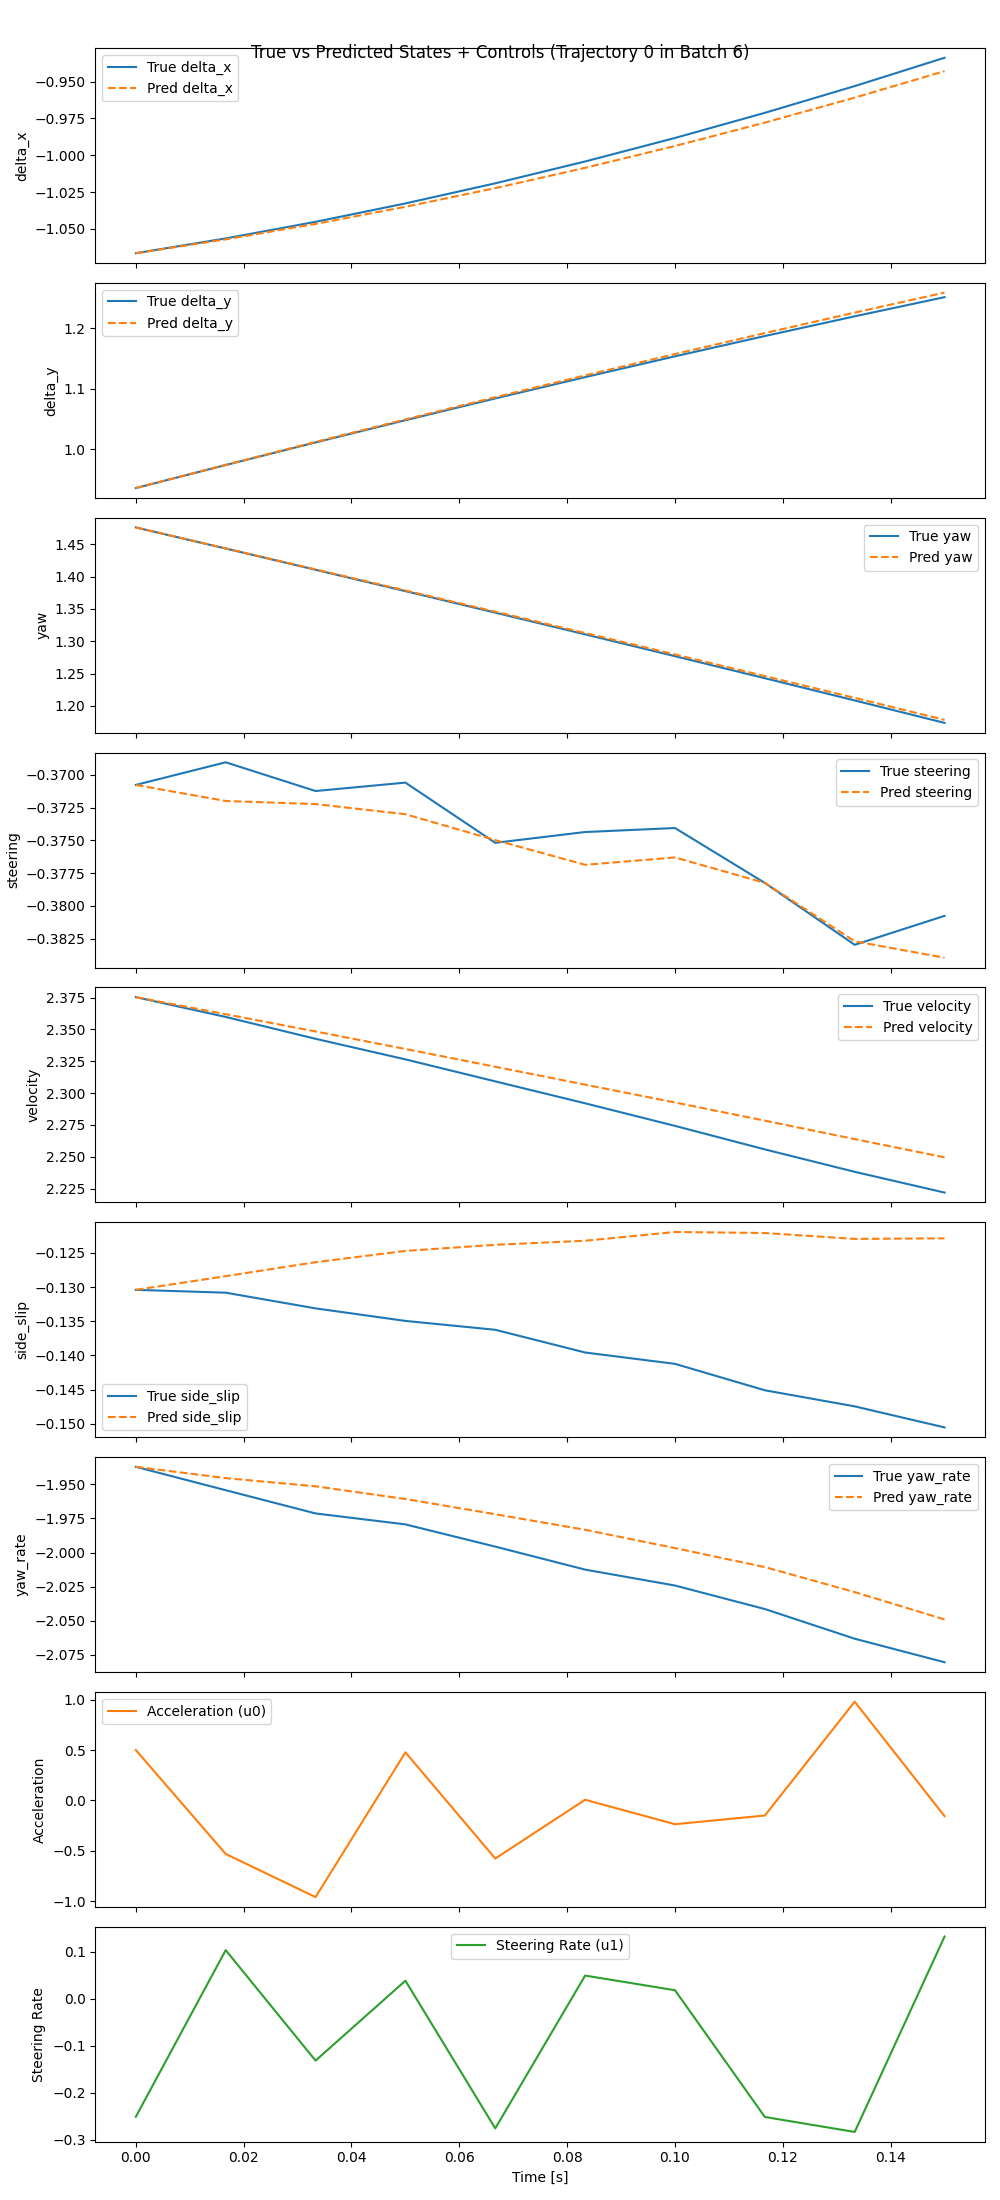 True vs Predicted States + Controls (Trajectory 0 in Batch 6)
True delta_x
Pred delta_x
delta_x
−0.950
−0.975
−1.000
−1.025
−1.050
True delta_y
Pred delta_y
delta_y
1.2
1.1
1.0
True yaw
Pred yaw
yaw
1.45
1.40
1.35
1.30
1.25
1.20
True steering
Pred steering
steering
−0.3700
−0.3725
−0.3750
−0.3775
−0.3800
−0.3825
True velocity
Pred velocity
velocity
2.375
2.350
2.325
2.300
2.275
2.250
2.225
True side_slip
Pred side_slip
side_slip
−0.125
−0.130
−0.135
−0.140
−0.145
−0.150
True yaw_rate
Pred yaw_rate
yaw_rate
−1.950
−1.975
−2.000
−2.025
−2.050
−2.075
Acceleration (u0)
Acceleration
1.0
0.5
0.0
−0.5
−1.0
Steering Rate (u1)
Steering Rate
0.1
0.0
−0.1
−0.2
−0.3
0.00 0.02 0.04 0.06 0.08 0.10 0.12 0.14
Time [s]